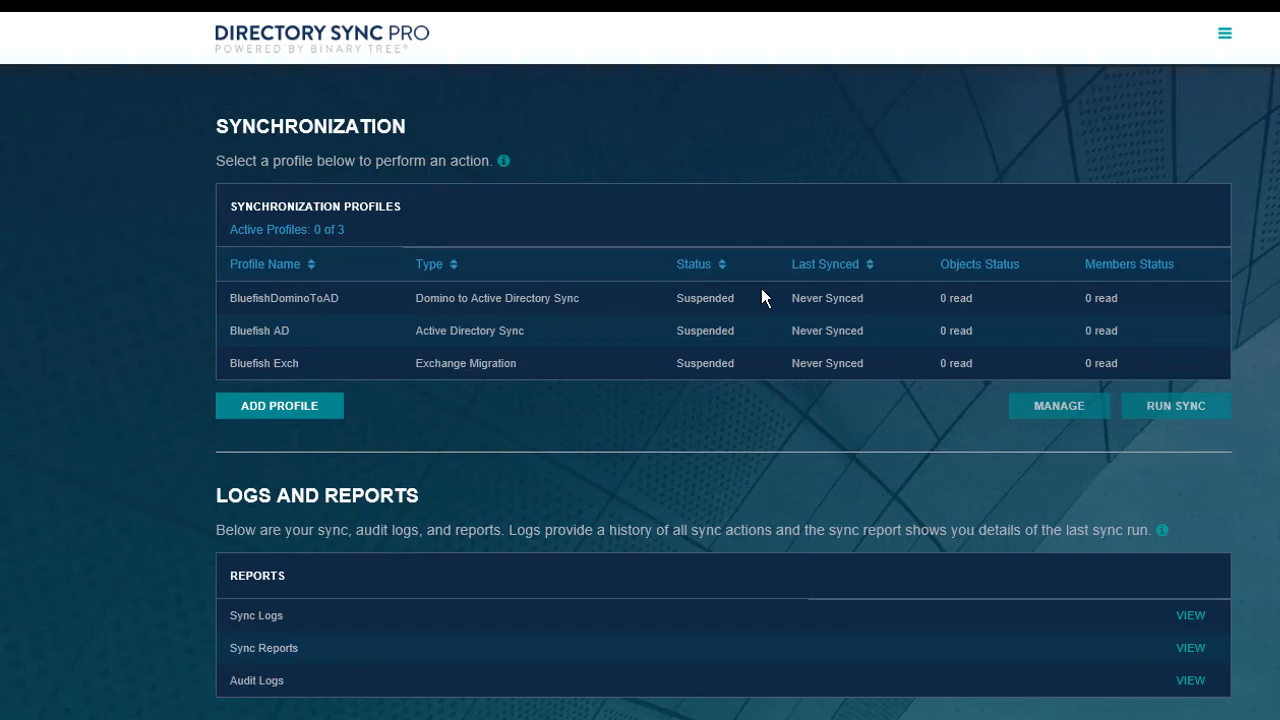 DIRECTORY SYNC PRO
POWERED BY BINARY TREE®
SYNCHRONIZATION
Select a profile below to perform an action.
SYNCHRONIZATION PROFILES
Active Profiles: 0 of 3
Profile Name Type Status Last Synced Objects Status Members Status
BluefishDominoToAD Domino to Active Directory Sync Suspended Never Synced 0 read 0 read
Bluefish AD Active Directory Sync Suspended Never Synced 0 read 0 read
Bluefish Exch Exchange Migration Suspended Never Synced 0 read 0 read
ADD PROFILE MANAGE RUN SYNC
LOGS AND REPORTS
Below are your sync, audit logs, and reports. Logs provide a history of all sync actions and the sync report shows you details of the last sync run.
REPORTS
Sync Logs VIEW
Sync Reports VIEW
Audit Logs VIEW